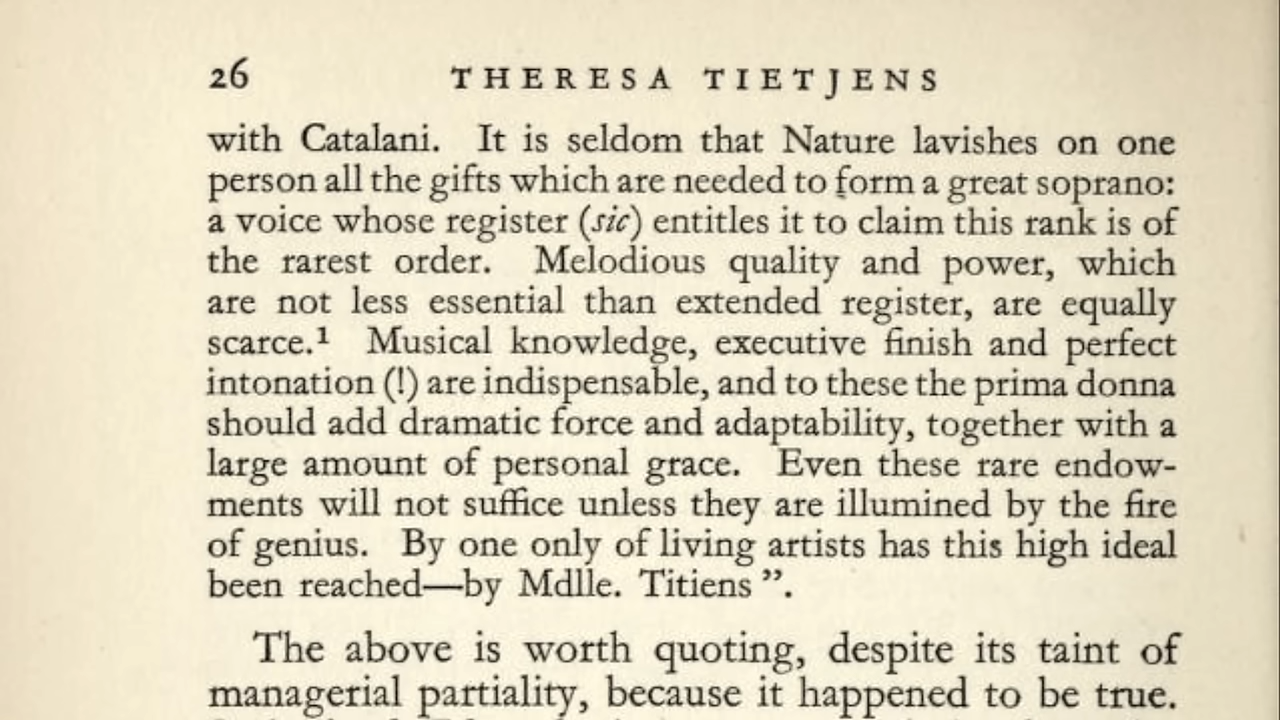 26 THERESA TIETJENS
with Catalani. It is seldom that Nature lavishes on one
person all the gifts which are needed to form a great soprano:
a voice whose register (sic) entitles it to claim this rank is of
the rarest order. Melodious quality and power, which
are not less essential than extended register, are equally
scarce.¹ Musical knowledge, executive finish and perfect
intonation (!) are indispensable, and to these the prima donna
should add dramatic force and adaptability, together with a
large amount of personal grace. Even these rare endow-
ments will not suffice unless they are illumined by the fire
of genius. By one only of living artists has this high ideal
been reached—by Mdlle. Titiens ”.
The above is worth quoting, despite its taint of
managerial partiality, because it happened to be true.